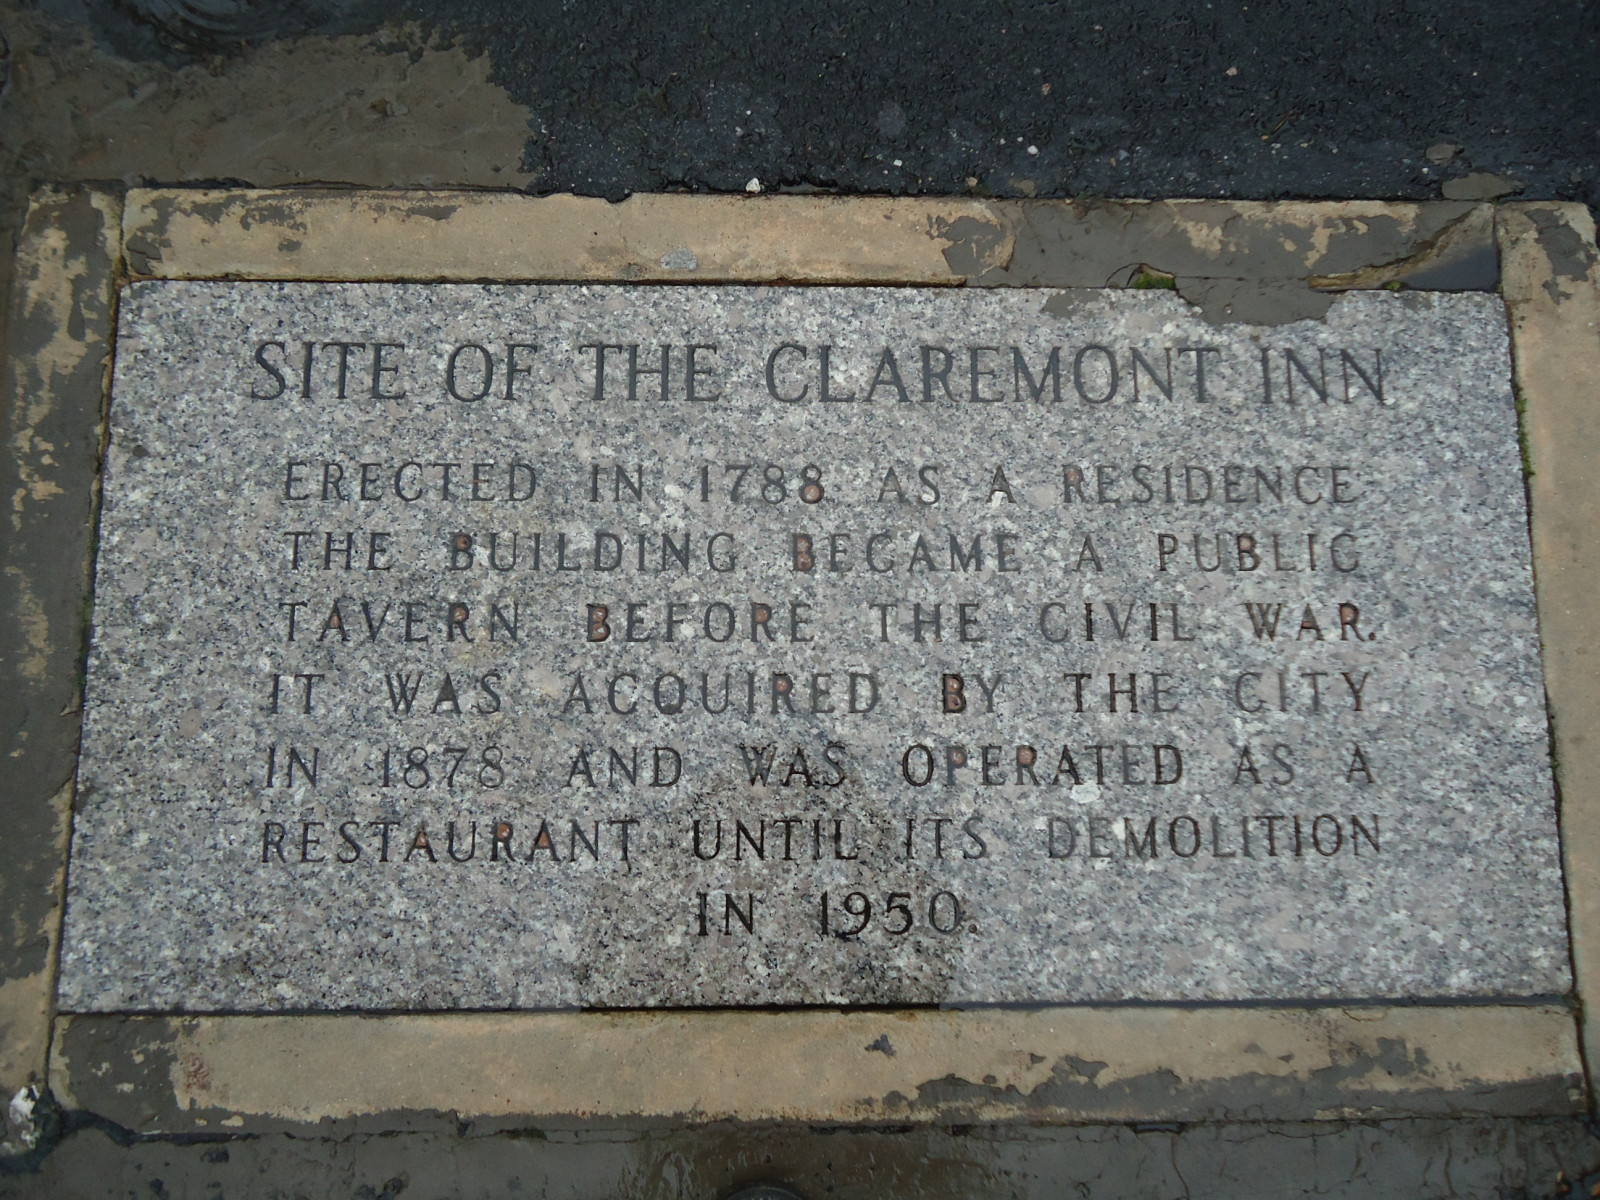 SITE OF THE CLAREMONT INN
ERECTED IN 1788 AS A RESIDENCE
THE BUILDING BECAME A PUBLIC
TAVERN BEFORE THE CIVIL WAR.
IT WAS ACQUIRED BY THE CITY
IN 1878 AND WAS OPERATED AS A
RESTAURANT UNTIL ITS DEMOLITION
IN 1950.